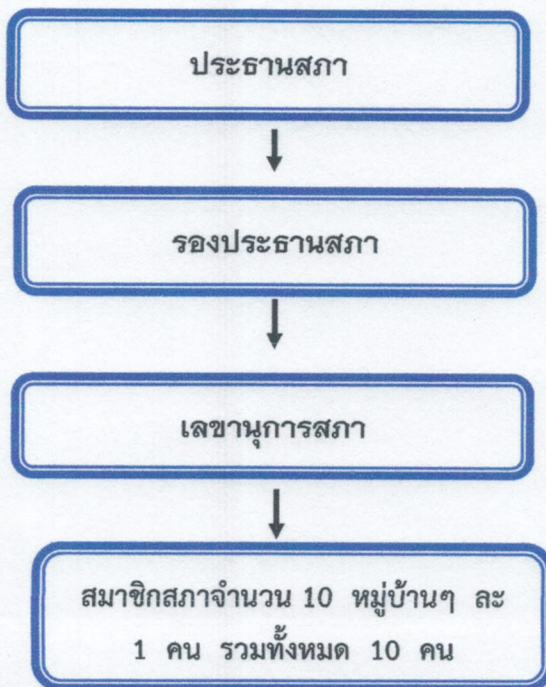 ประธานสภา
รองประธานสภา
เลขานุการสภา
สมาชิกสภาจำนวน 10 หมู่บ้านๆ ละ
1 คน รวมทั้งหมด 10 คน